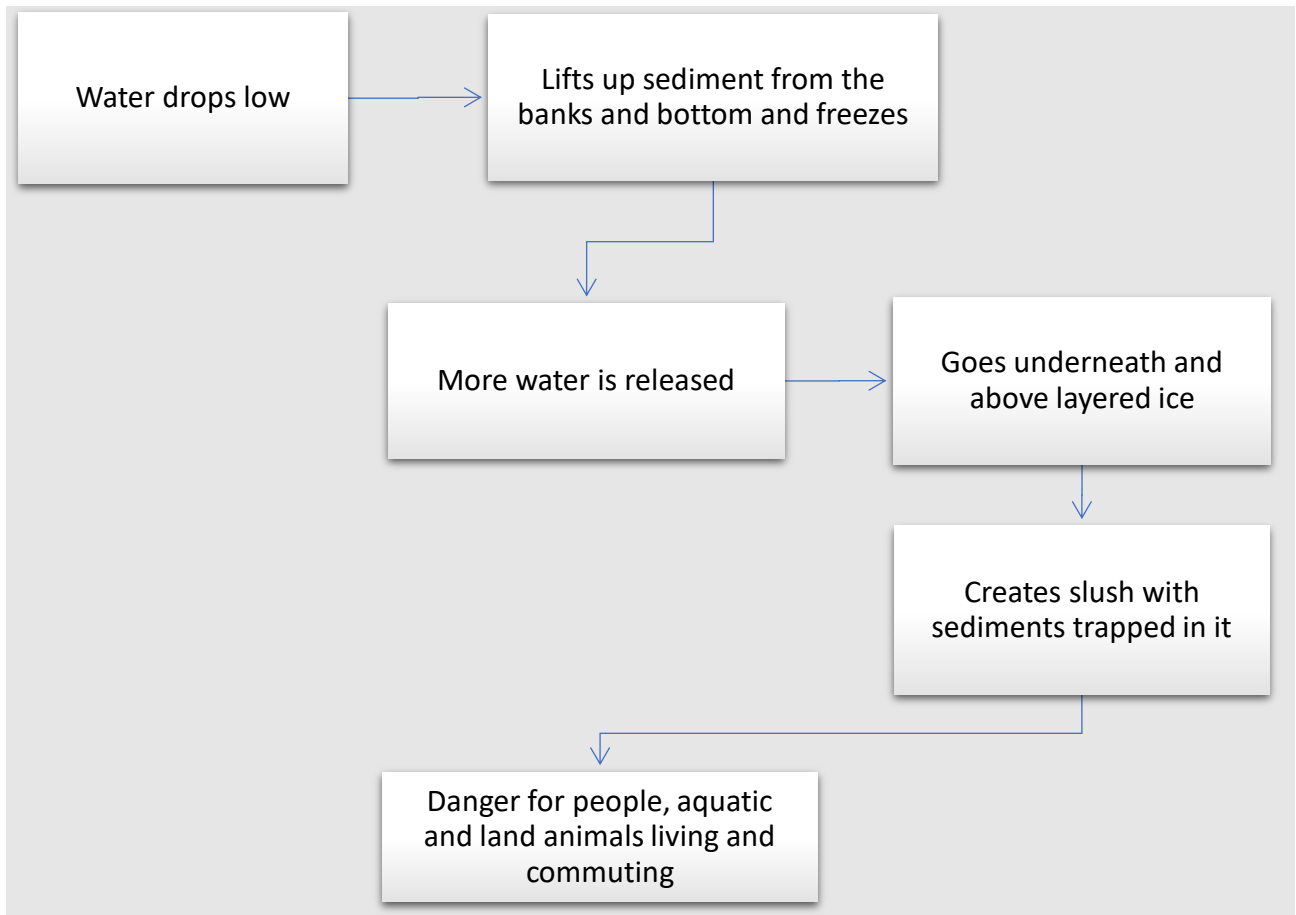 Water drops low
Lifts up sediment from the
banks and bottom and freezes
More water is released
Goes underneath and
above layered ice
Creates slush with
sediments trapped in it
Danger for people, aquatic
and land animals living and
commuting